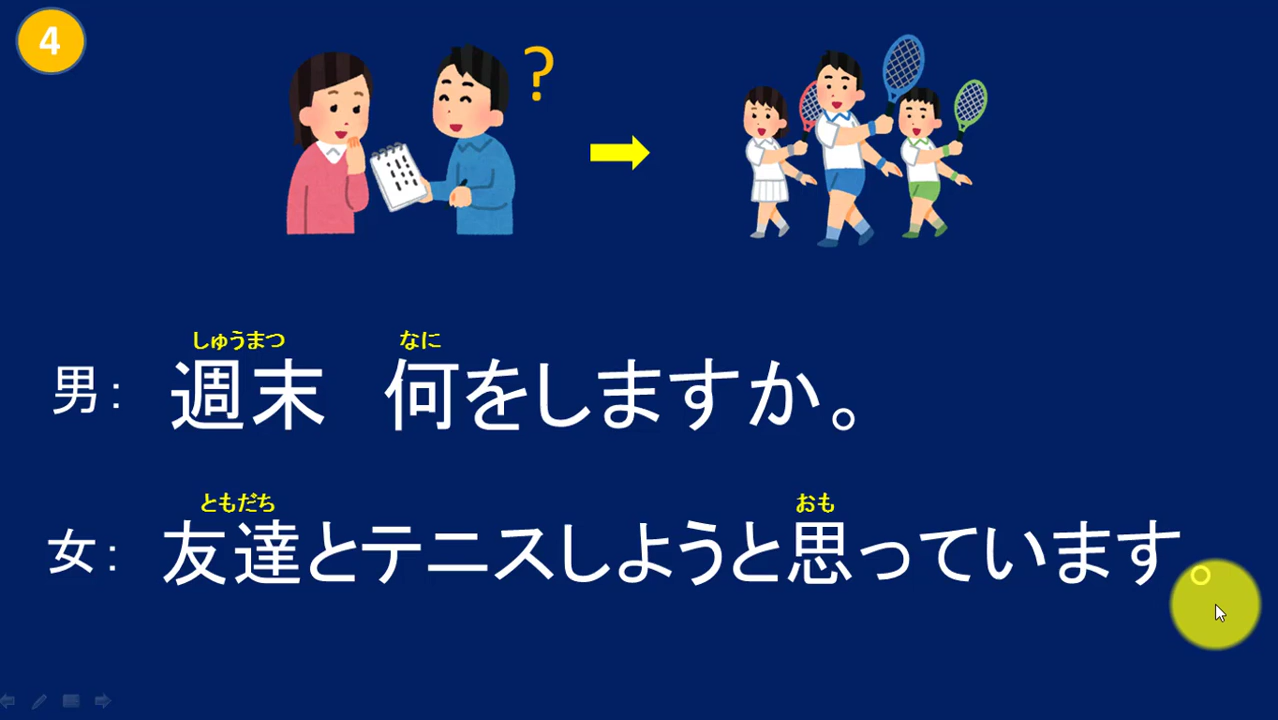 4
?
しゅうまつ なに
男: 週末 何をしますか。
ともだち おも
女: 友達とテニスしようと思っています。